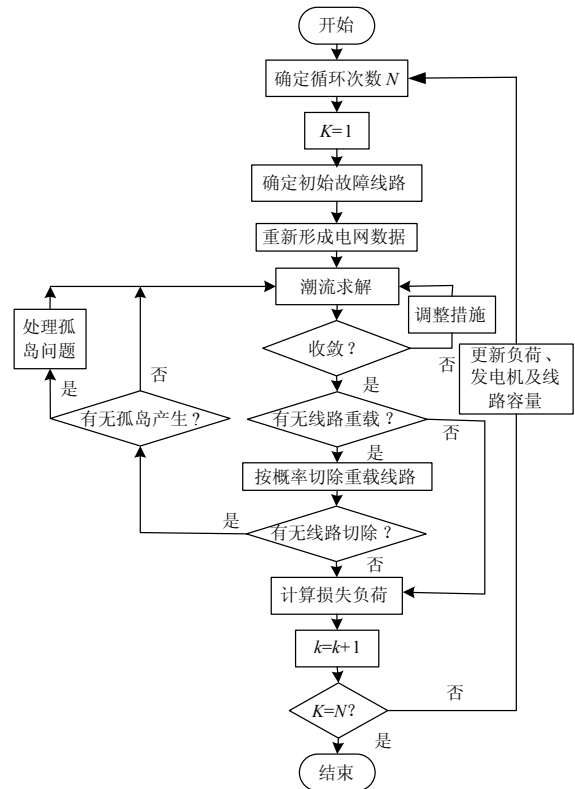 开始
确定循环次数 N
K=1
确定初始故障线路
重新形成电网数据
潮流求解
调整措施
处理孤
岛问题
收敛？
否
更新负荷、
发电机及线
路容量
是
否
是
有无孤岛产生？
有无线路重载？
否
是
按概率切除重载线路
是
有无线路切除？
否
计算损失负荷
k=k+1
否
K=N?
是
结束